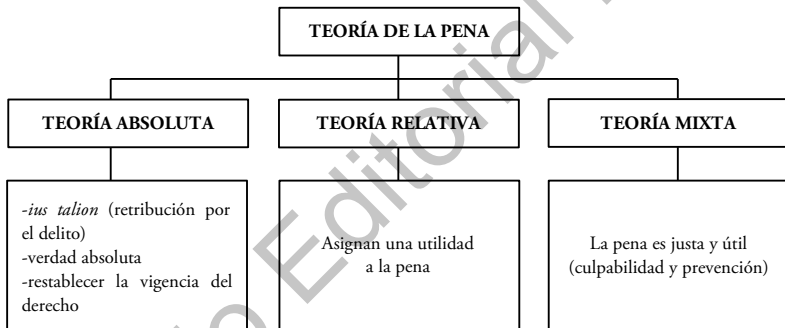 TEORÍA DE LA PENA
TEORÍA ABSOLUTA
TEORÍA RELATIVA
TEORÍA MIXTA
-ius talion (retribución por
el delito)
-verdad absoluta
-restablecer la vigencia del
derecho
Asignan una utilidad
a la pena
La pena es justa y útil
(culpabilidad y prevención)
Editorial